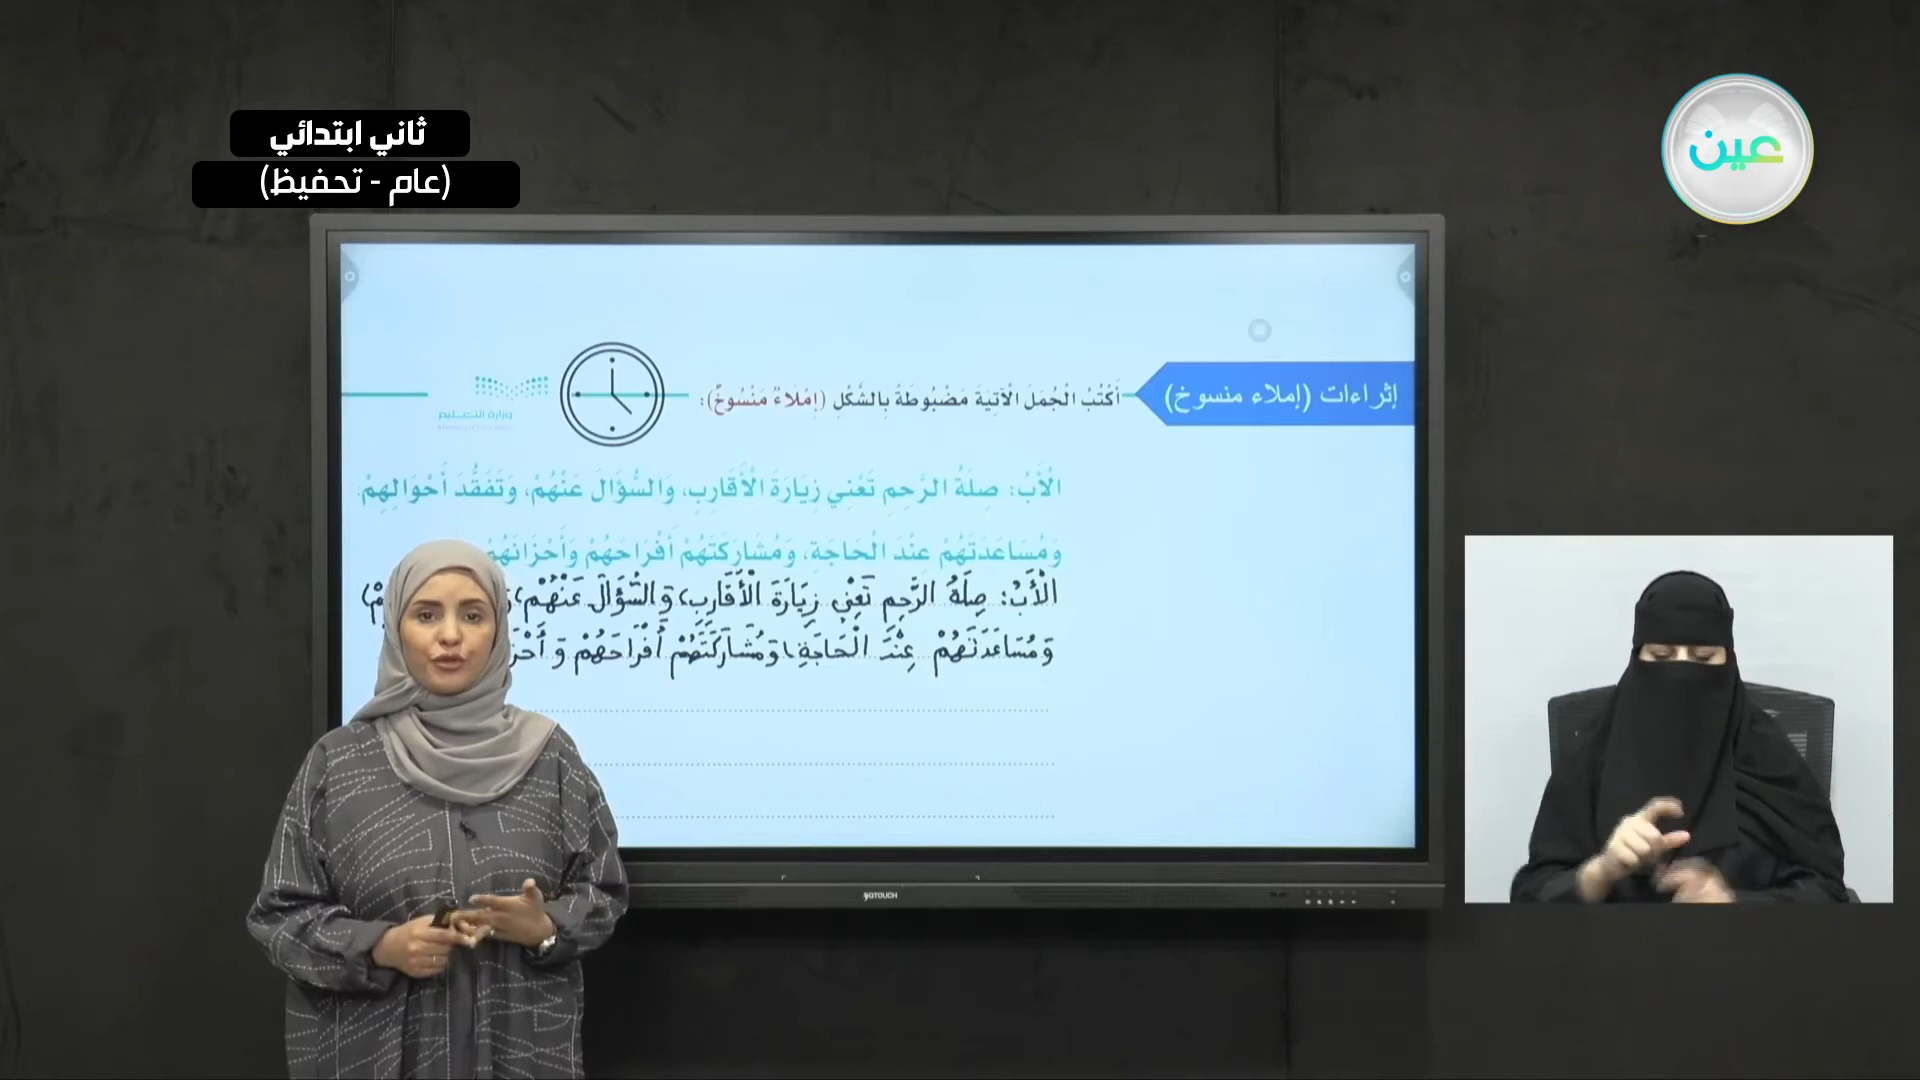 ثاني ابتدائي
(عام - تحفيظ)
عين
إثراءات (إملاء منسوخ)
أَكْتُبُ الْجُمَلَ الْآتِيَةَ مَضْبُوطَةً بِالشَّكْلِ (إِمْلَاءٌ مَنْسُوخٌ):
وزارة التعليم
الْأَبُ: صِلَةُ الرَّحِمِ تَعْنِي زِيَارَةَ الْأَقَارِبِ، وَالسُّؤَالَ عَنْهُمْ، وَتَفَقُّدَ أَحْوَالِهِمْ،
وَمُسَاعَدَتَهُمْ عِنْدَ الْحَاجَةِ، وَمُشَارَكَتَهُمْ أَفْرَاحَهُمْ وَأَحْزَانَهُمْ
الْأَبُ: صِلَةُ الرَّحِمِ تَعْنِي زِيَارَةَ الْأَقَارِبِ، وَالسُّؤَالَ عَنْهُمْ،
وَمُسَاعَدَتَهُمْ عِنْدَ الْحَاجَةِ، وَمُشَارَكَتَهُمْ أَفْرَاحَهُمْ